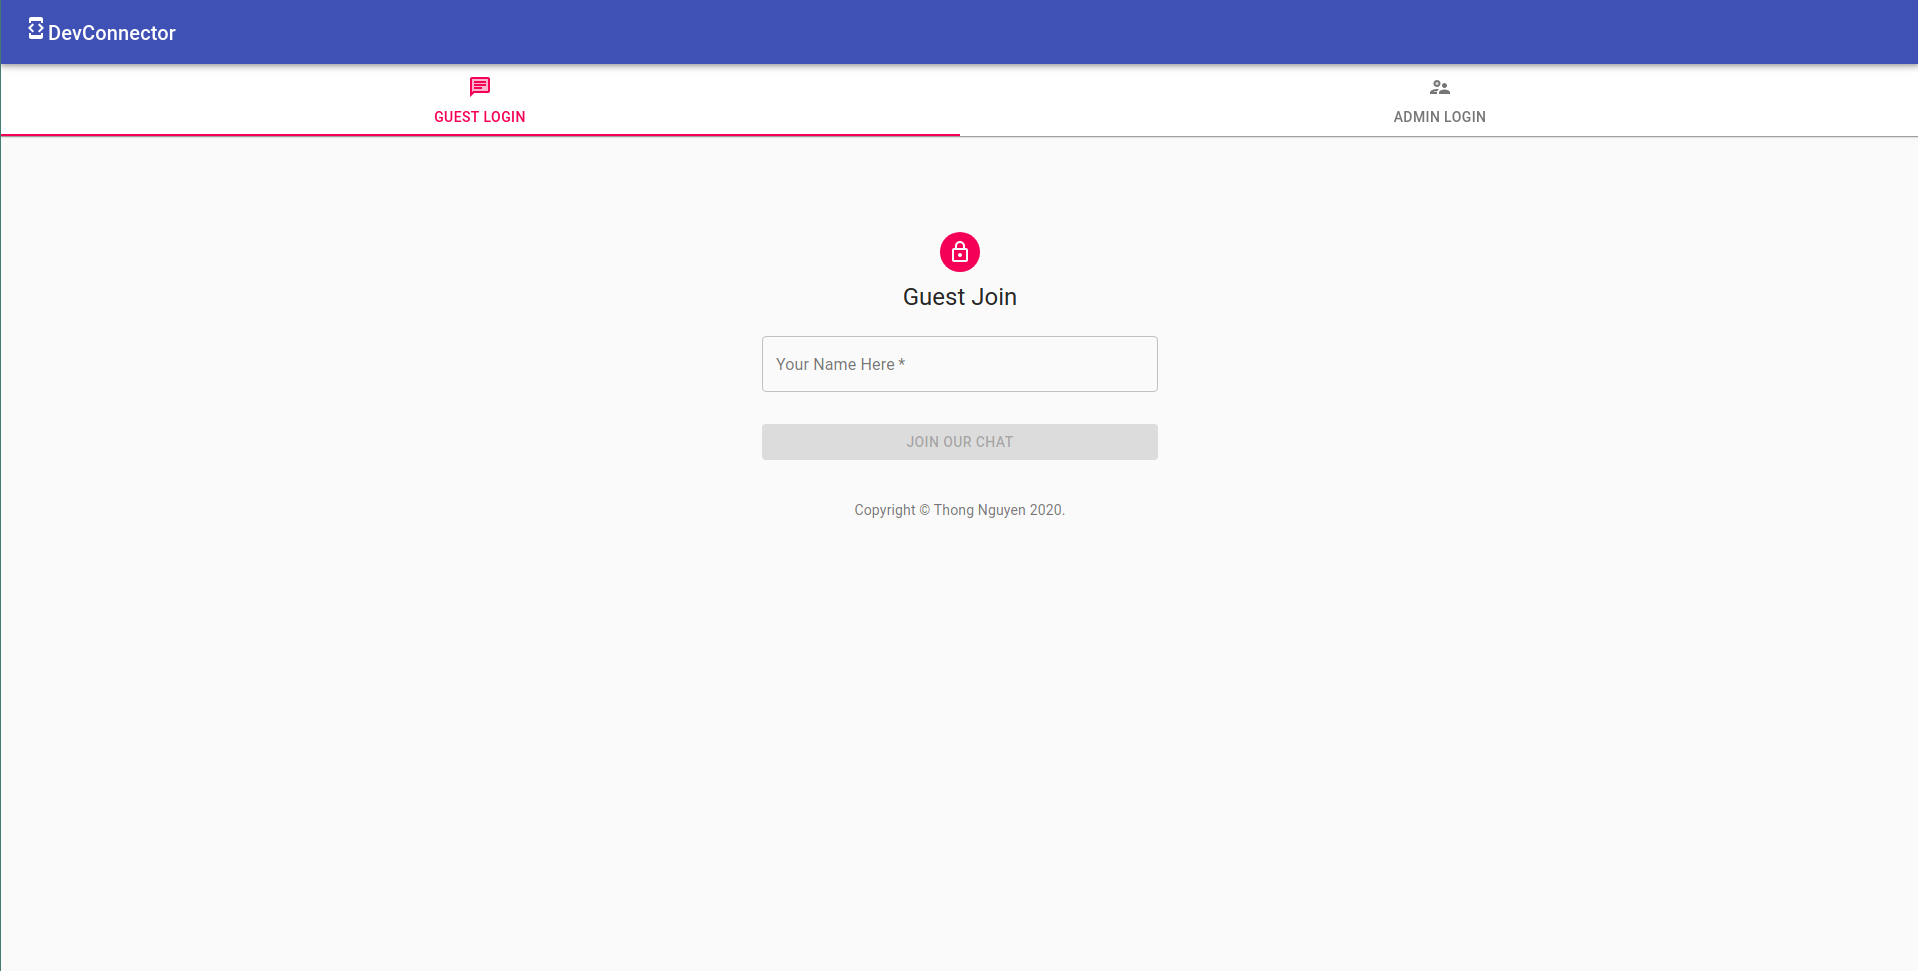 DevConnector
GUEST LOGIN
ADMIN LOGIN
Guest Join
Your Name Here *
JOIN OUR CHAT
Copyright © Thong Nguyen 2020.